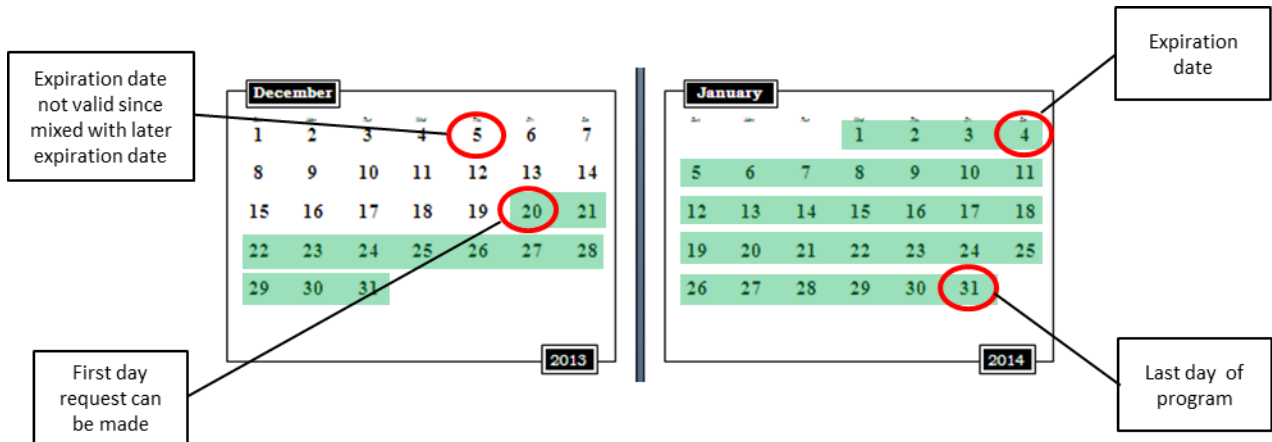 Expiration date
not valid since
mixed with later
expiration date
December
1 2 3 4 5 6 7
8 9 10 11 12 13 14
15 16 17 18 19 20 21
22 23 24 25 26 27 28
29 30 31
2013
First day
request can
be made
January
1 2 3 4
5 6 7 8 9 10 11
12 13 14 15 16 17 18
19 20 21 22 23 24 25
26 27 28 29 30 31
2014
Expiration
date
Last day of
program